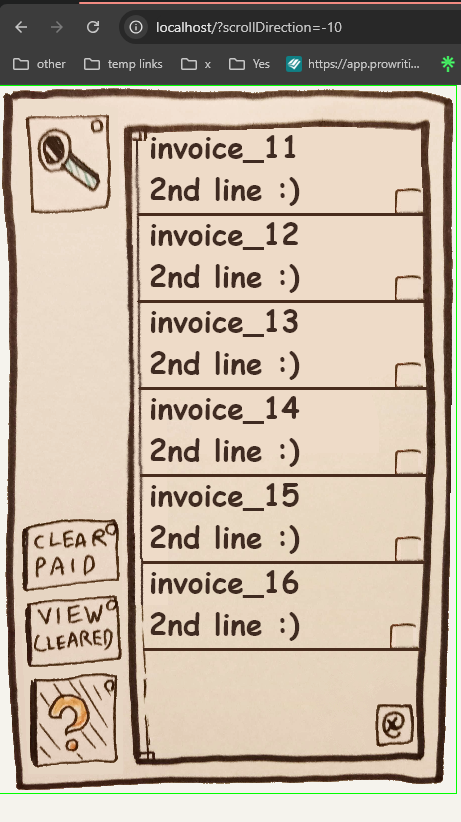 localhost/?scrollDirection=-10
other
temp links
x
Yes
https://app.prowriti...
invoice_11
2nd line :)
invoice_12
2nd line :)
invoice_13
2nd line :)
invoice_14
2nd line :)
invoice_15
2nd line :)
invoice_16
2nd line :)
CLEAR
PAID
VIEW
CLEARED
?
@